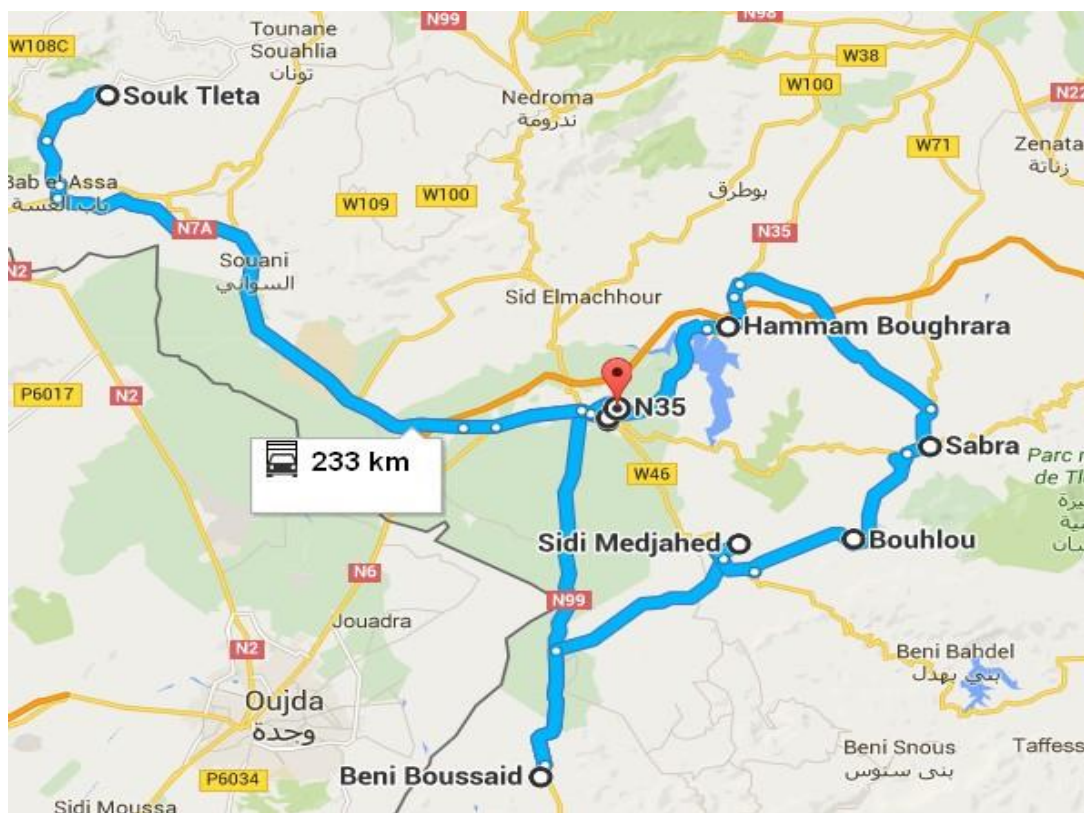 N99
N98
W108C
Tounane
Souahlia
تونان
W38
Souk Tleta
Nedroma
ندرومة
W100
N22
W71
Zenata
زناتة
Bab el Assa
باب العسة
بوطرق
W100
W109
N7A
N35
Souani
السواني
N2
Sid Elmachhour
Hammam Boughrara
P6017
N2
N35
Sabra
233 km
W46
Parc n
de Tl
Sidi Medjahed
Bouhlou
N6
N99
Jouadra
N2
Beni Bahdel
بني بهدل
Oujda
وجدة
Beni Snous
بني سنوس
Taffess
P6034
Beni Boussaid
Sidi Moussa